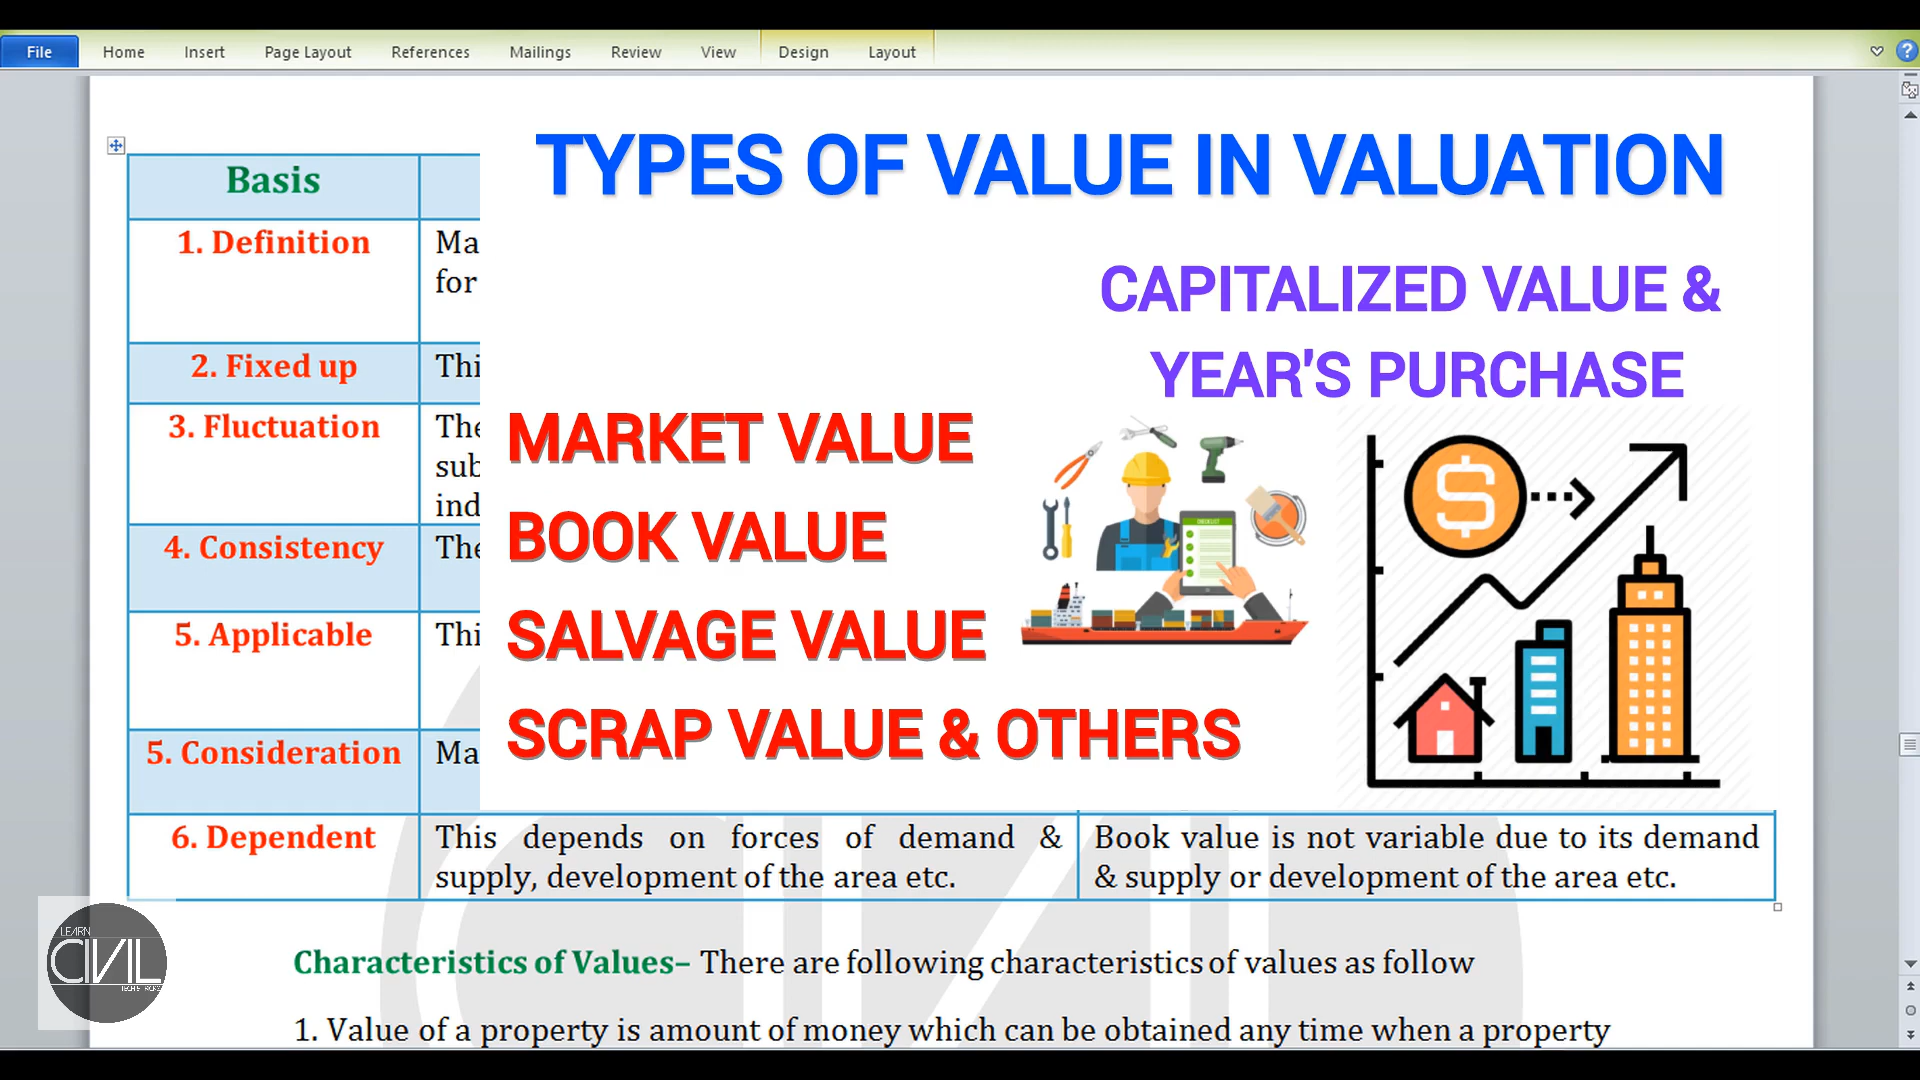 File Home Insert Page Layout References Mailings Review View Design Layout
TYPES OF VALUE IN VALUATION
CAPITALIZED VALUE &
YEAR'S PURCHASE
MARKET VALUE
BOOK VALUE
SALVAGE VALUE
SCRAP VALUE & OTHERS
Basis
1. Definition
Ma
for
2. Fixed up
Thi
3. Fluctuation
The
sub
ind
4. Consistency
The
5. Applicable
Thi
5. Consideration
Ma
6. Dependent
This depends on forces of demand &
supply, development of the area etc.
Book value is not variable due to its demand
& supply or development of the area etc.
LEARN
CIVIL
Characteristics of Values– There are following characteristics of values as follow
1. Value of a property is amount of money which can be obtained any time when a property